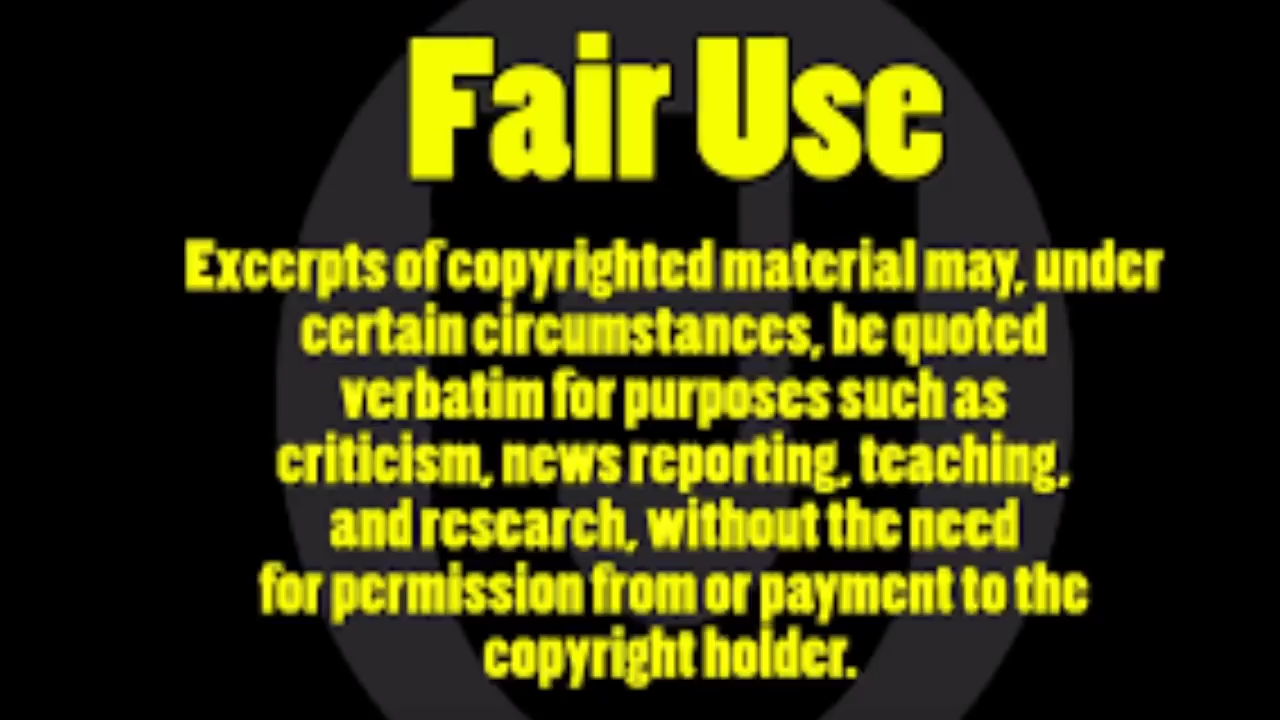 Fair Use
Excerpts of copyrighted material may, under
certain circumstances, be quoted
verbatim for purposes such as
criticism, news reporting, teaching,
and research, without the need
for permission from or payment to the
copyright holder.